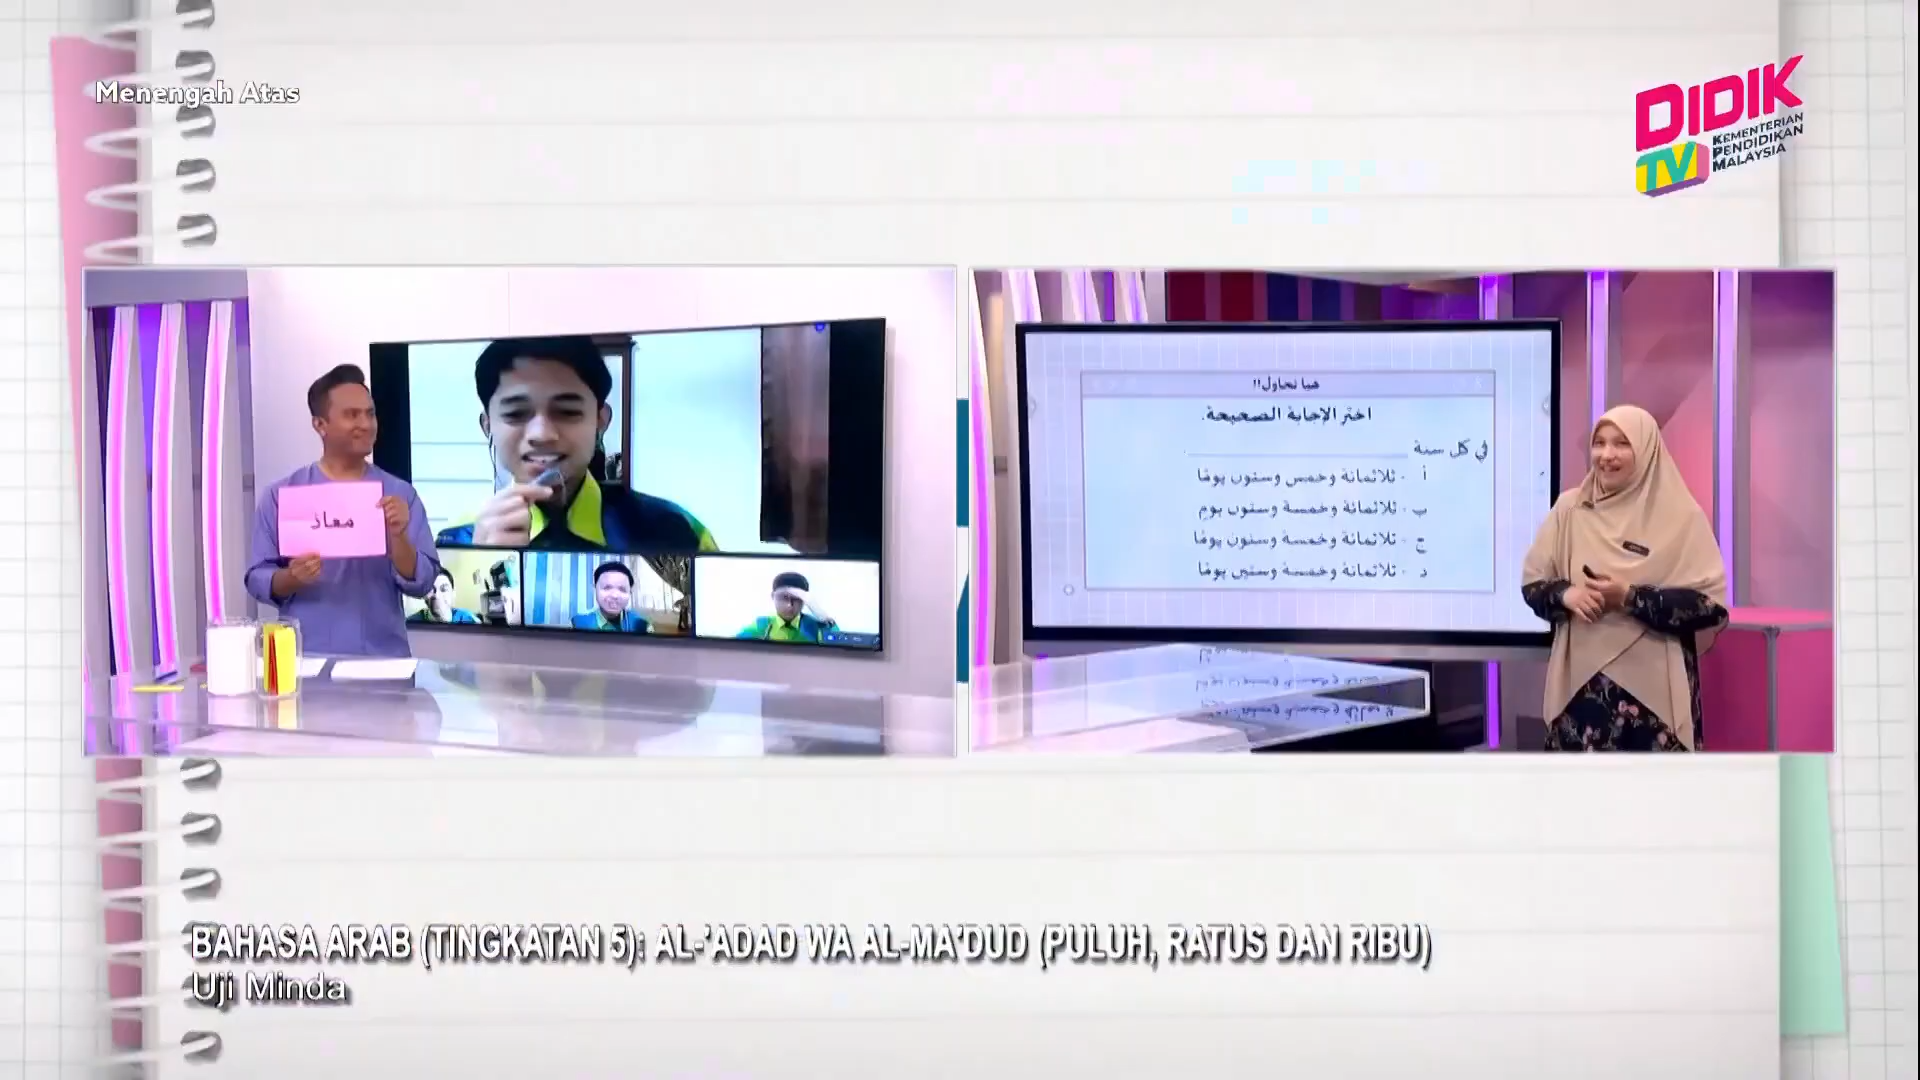 Menengah Atas
DIDIK
TV
KEMENTERIAN
PENDIDIKAN
MALAYSIA
معاذ
هيا نحاول!!
اختر الإجابة الصحيحة.
في كل سنة ____________.
أ - ثلاثمائة وخمس وستون يومًا
ب - ثلاثمائة وخمسة وستون يوم
ج - ثلاثمائة وخمسة وستون يومًا
د - ثلاثمائة وخمسة وستين يومًا
BAHASA ARAB (TINGKATAN 5): AL-'ADAD WA AL-MA'DUD (PULUH, RATUS DAN RIBU)
Uji Minda